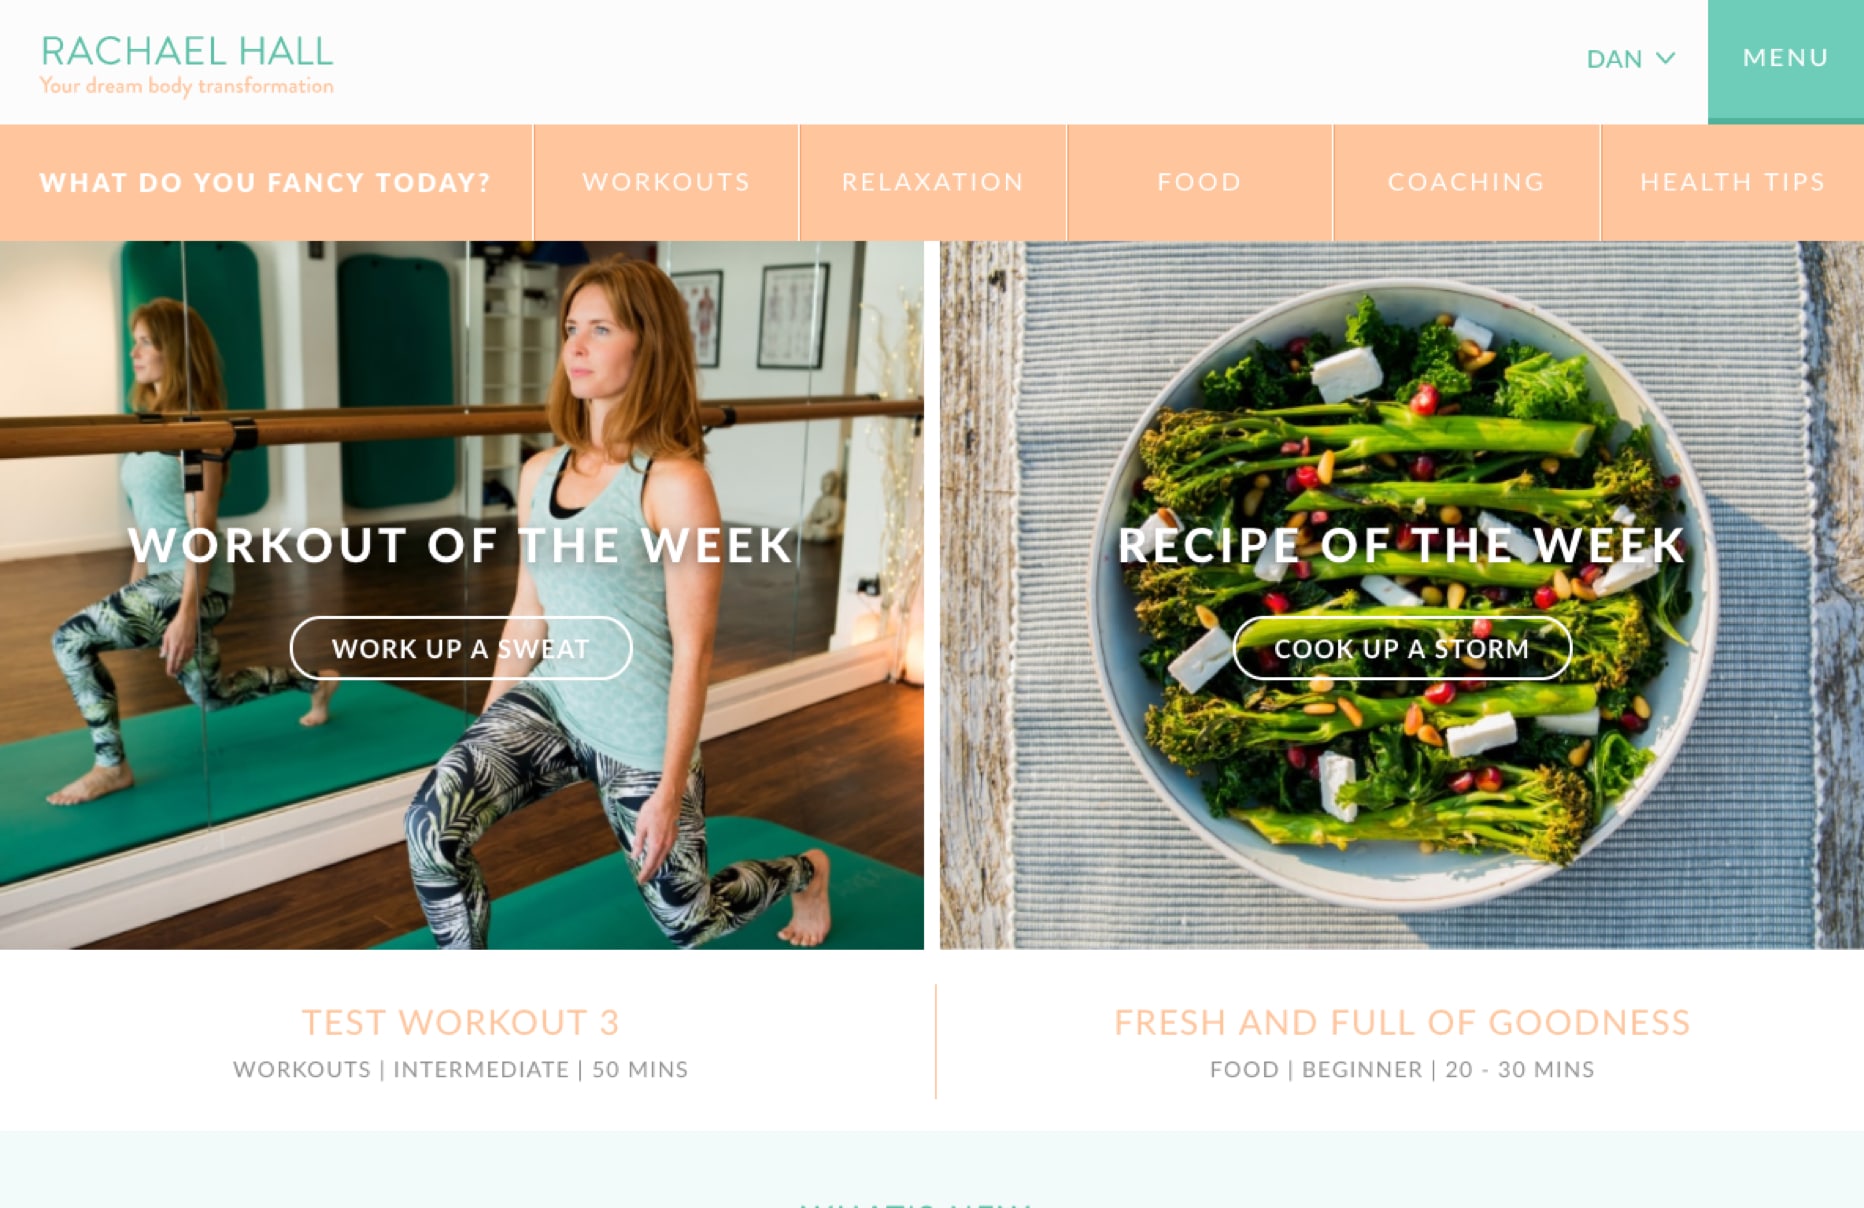 RACHAEL HALL
Your dream body transformation
DAN
MENU
WHAT DO YOU FANCY TODAY?
WORKOUTS
RELAXATION
FOOD
COACHING
HEALTH TIPS
WORKOUT OF THE WEEK
WORK UP A SWEAT
RECIPE OF THE WEEK
COOK UP A STORM
TEST WORKOUT 3
WORKOUTS | INTERMEDIATE | 50 MINS
FRESH AND FULL OF GOODNESS
FOOD | BEGINNER | 20 - 30 MINS
WHAT'S NEW